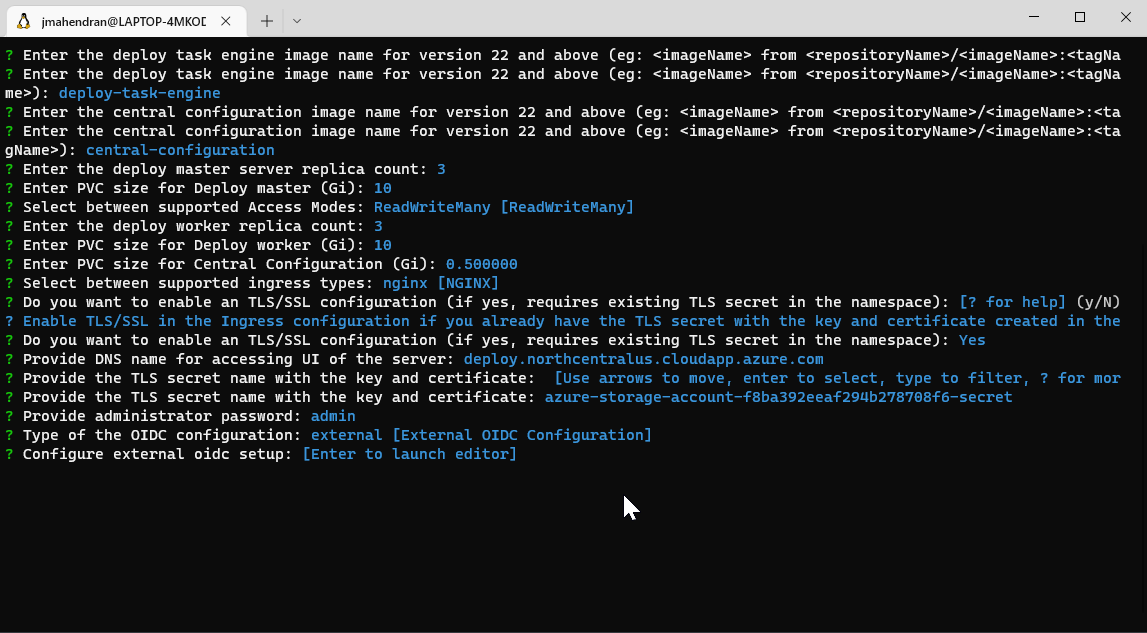 jmahendran@LAPTOP-4MKOD
? Enter the deploy task engine image name for version 22 and above (eg: <imageName> from <repositoryName>/<imageName>:<tagNa
? Enter the deploy task engine image name for version 22 and above (eg: <imageName> from <repositoryName>/<imageName>:<tagNa
me>): deploy-task-engine
? Enter the central configuration image name for version 22 and above (eg: <imageName> from <repositoryName>/<imageName>:<ta
? Enter the central configuration image name for version 22 and above (eg: <imageName> from <repositoryName>/<imageName>:<ta
gName>): central-configuration
? Enter the deploy master server replica count: 3
? Enter PVC size for Deploy master (Gi): 10
? Select between supported Access Modes: ReadWriteMany [ReadWriteMany]
? Enter the deploy worker replica count: 3
? Enter PVC size for Deploy worker (Gi): 10
? Enter PVC size for Central Configuration (Gi): 0.500000
? Select between supported ingress types: nginx [NGINX]
? Do you want to enable an TLS/SSL configuration (if yes, requires existing TLS secret in the namespace): [? for help] (y/N)
? Enable TLS/SSL in the Ingress configuration if you already have the TLS secret with the key and certificate created in the
? Do you want to enable an TLS/SSL configuration (if yes, requires existing TLS secret in the namespace): Yes
? Provide DNS name for accessing UI of the server: deploy.northcentralus.cloudapp.azure.com
? Provide the TLS secret name with the key and certificate:  [Use arrows to move, enter to select, type to filter, ? for mor
? Provide the TLS secret name with the key and certificate: azure-storage-account-f8ba392eeaf294b278708f6-secret
? Provide administrator password: admin
? Type of the OIDC configuration: external [External OIDC Configuration]
? Configure external oidc setup: [Enter to launch editor]